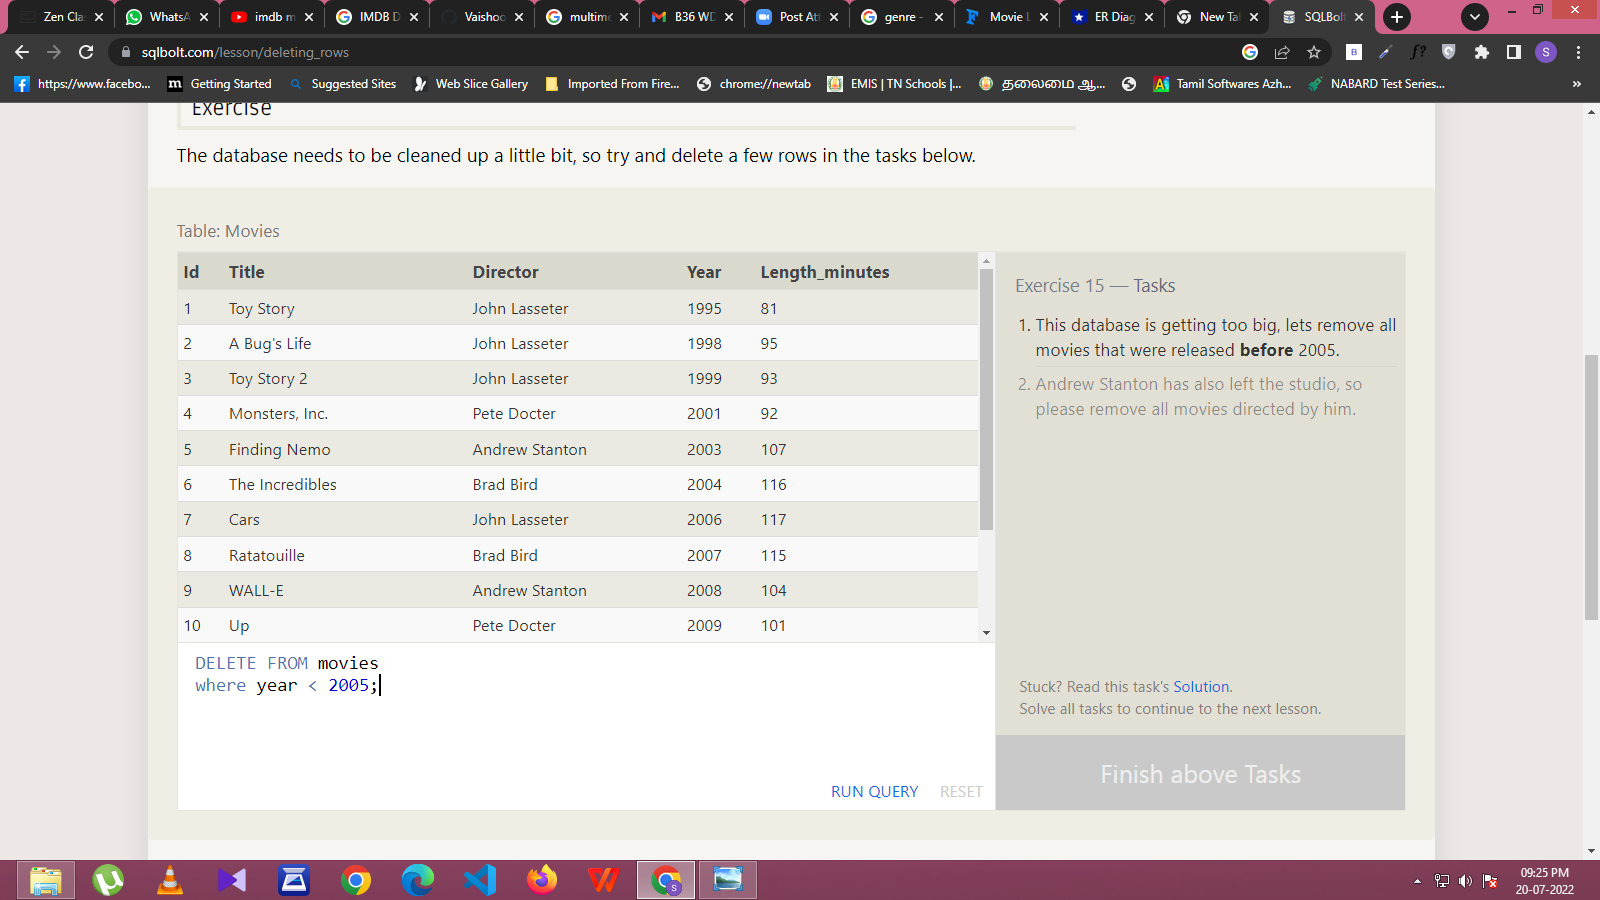 Zen Cla
WhatsA
imdb m
IMDB D
Vaishoo
multime
B36 WD
Post Att
genre -
Movie L
ER Diag
New Tab
SQLBolt
sqlbolt.com/lesson/deleting_rows
https://www.facebo...
Getting Started
Suggested Sites
Web Slice Gallery
Imported From Fire...
chrome://newtab
EMIS | TN Schools |...
தலைமை ஆ...
Tamil Softwares Azh...
NABARD Test Series...
»
Exercise
The database needs to be cleaned up a little bit, so try and delete a few rows in the tasks below.
Table: Movies
Id Title Director Year Length_minutes
1 Toy Story John Lasseter 1995 81
2 A Bug's Life John Lasseter 1998 95
3 Toy Story 2 John Lasseter 1999 93
4 Monsters, Inc. Pete Docter 2001 92
5 Finding Nemo Andrew Stanton 2003 107
6 The Incredibles Brad Bird 2004 116
7 Cars John Lasseter 2006 117
8 Ratatouille Brad Bird 2007 115
9 WALL-E Andrew Stanton 2008 104
10 Up Pete Docter 2009 101
DELETE FROM movies
where year < 2005;
RUN QUERY RESET
Exercise 15 — Tasks
1. This database is getting too big, lets remove all
movies that were released before 2005.
2. Andrew Stanton has also left the studio, so
please remove all movies directed by him.
Stuck? Read this task's Solution.
Solve all tasks to continue to the next lesson.
Finish above Tasks
09:25 PM
20-07-2022